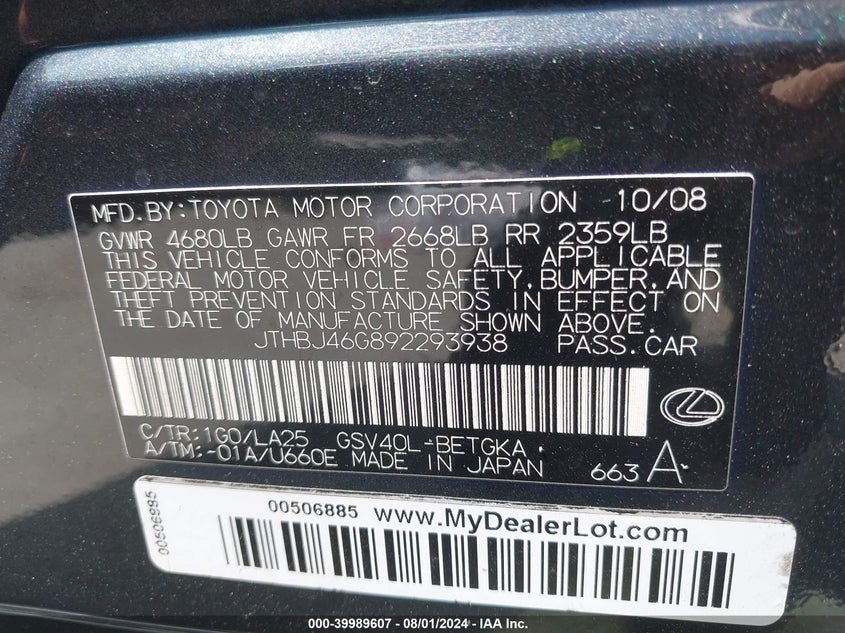 MFD.BY:TOYOTA MOTOR CORPORATION 10/08
GVWR 4680LB GAWR FR 2668LB RR 2359LB
THIS VEHICLE CONFORMS TO ALL APPLICABLE
FEDERAL MOTOR VEHICLE SAFETY,BUMPER,AND
THEFT PREVENTION STANDARDS IN EFFECT ON
THE DATE OF MANUFACTURE SHOWN ABOVE.
JTHBJ46G892293938 PASS.CAR
C/TR:1G0/LA25 GSV40L-BETGKA
A/TM:-01A/U660E MADE IN JAPAN
663 A
00506885
00506885 www.MyDealerLot.com
000-39989607 - 08/01/2024 - IAA Inc.